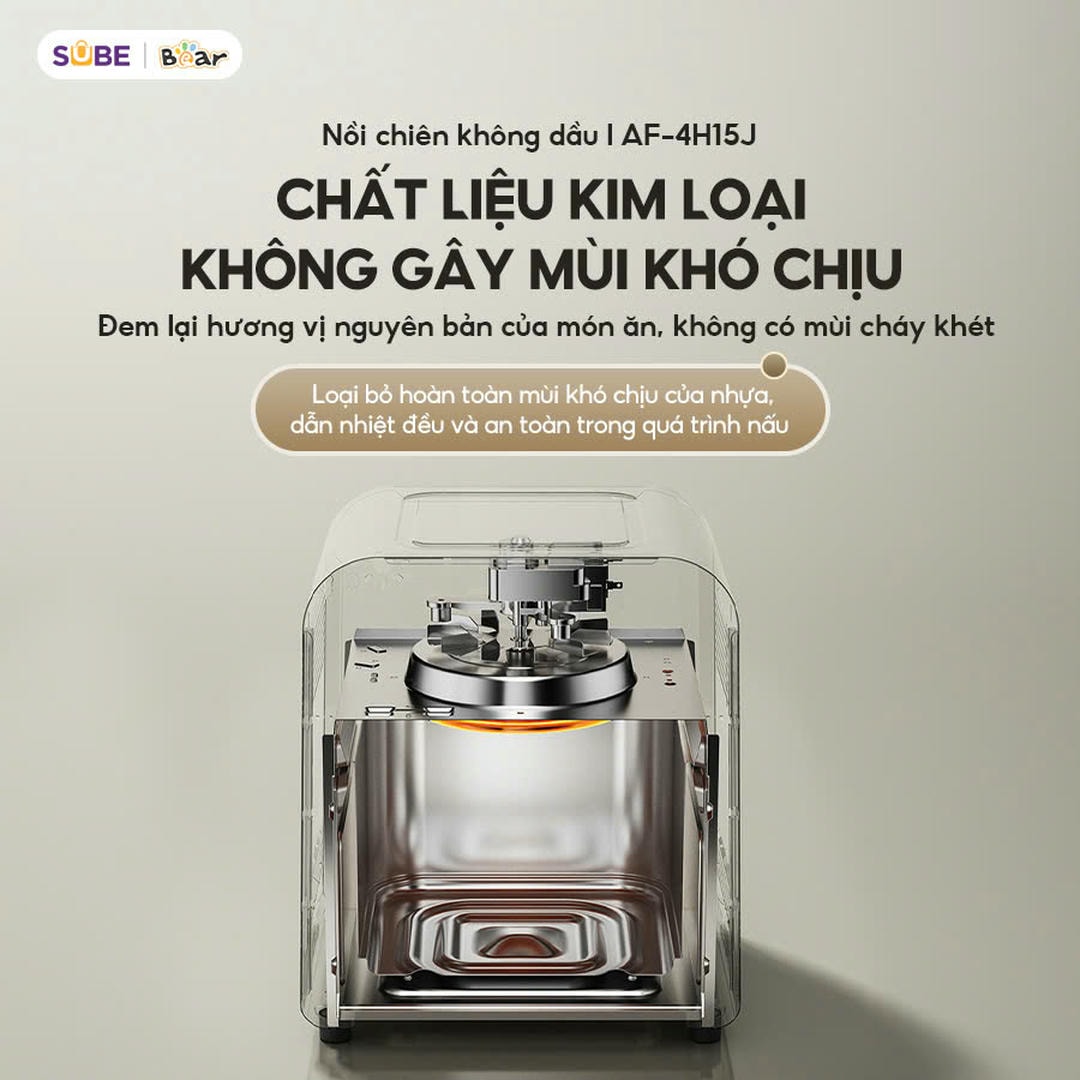 SUBE | Bear
Nồi chiên không dầu | AF-4H15J
CHẤT LIỆU KIM LOẠI
KHÔNG GÂY MÙI KHÓ CHỊU
Đem lại hương vị nguyên bản của món ăn, không có mùi cháy khét
Loại bỏ hoàn toàn mùi khó chịu của nhựa,
dẫn nhiệt đều và an toàn trong quá trình nấu